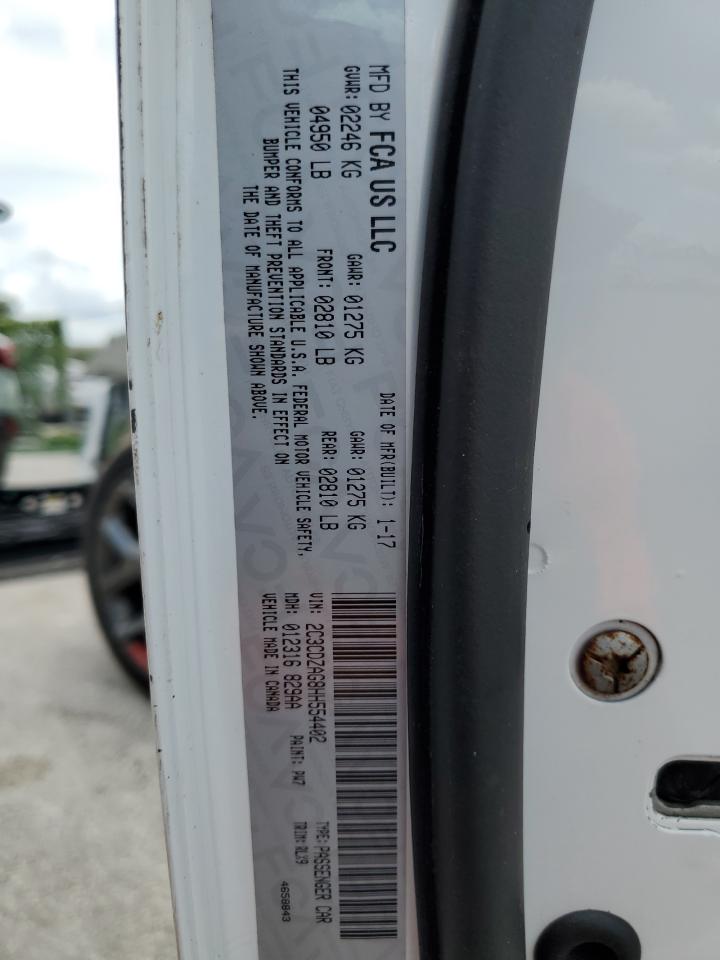 MFD BY FCA US LLC
DATE OF MFR(BUILT): 1-17
GVWR: 02246 KG GAWR: 01275 KG GAWR: 01275 KG
04950 LB FRONT: 02810 LB REAR: 02810 LB
THIS VEHICLE CONFORMS TO ALL APPLICABLE U.S.A. FEDERAL MOTOR VEHICLE SAFETY,
BUMPER AND THEFT PREVENTION STANDARDS IN EFFECT ON
THE DATE OF MANUFACTURE SHOWN ABOVE.
VIN: 2C3CDZAG8HH554402 TYPE: PASSENGER CAR
MDH: 012316 829AA PAINT: PW7 TRIM: RLX9
VEHICLE MADE IN CANADA 4658843